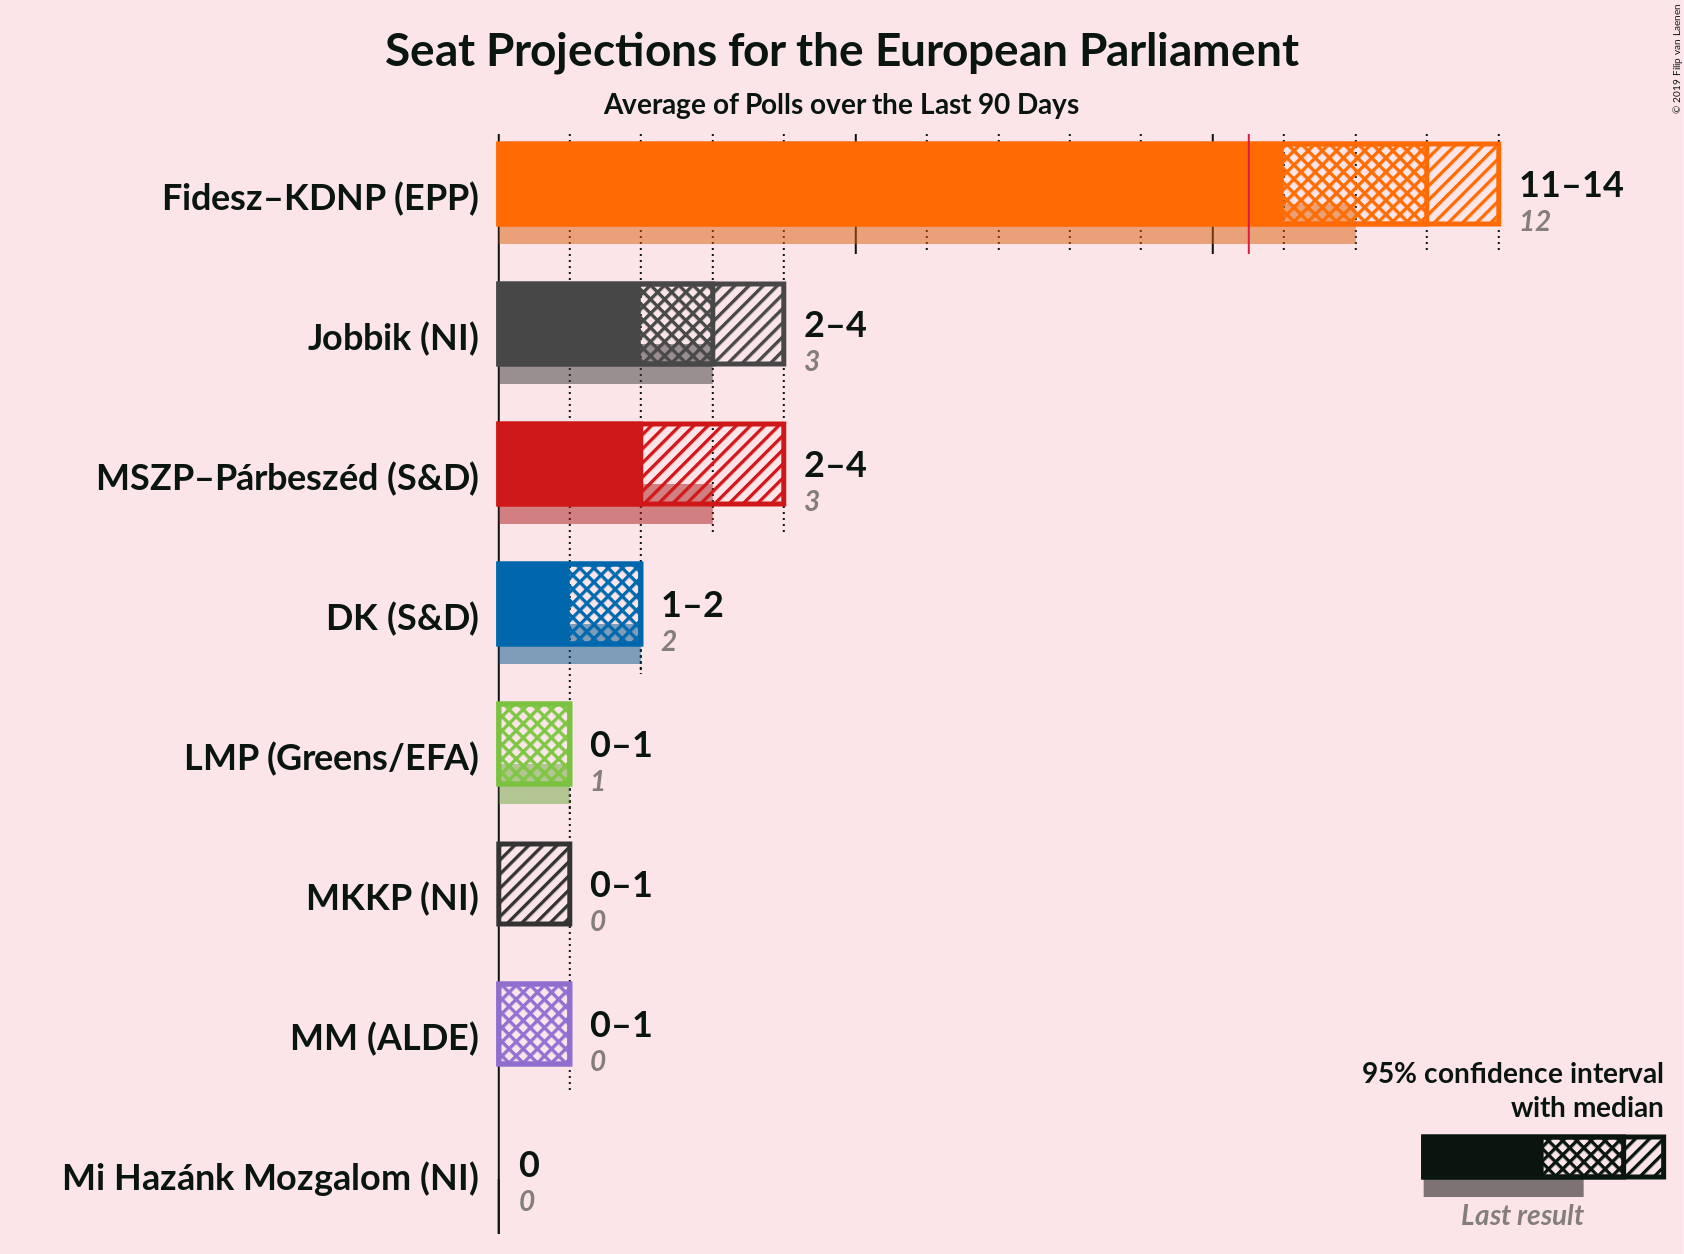 Seat Projections for the European Parliament
Average of Polls over the Last 90 Days
© 2019 Filip van Laenen
Fidesz–KDNP (EPP)
11–14
12
Jobbik (NI)
2–4
3
MSZP–Párbeszéd (S&D)
2–4
3
DK (S&D)
1–2
2
LMP (Greens/EFA)
0–1
1
MKKP (NI)
0–1
0
MM (ALDE)
0–1
0
Mi Hazánk Mozgalom (NI)
0
0
95% confidence interval
with median
Last result